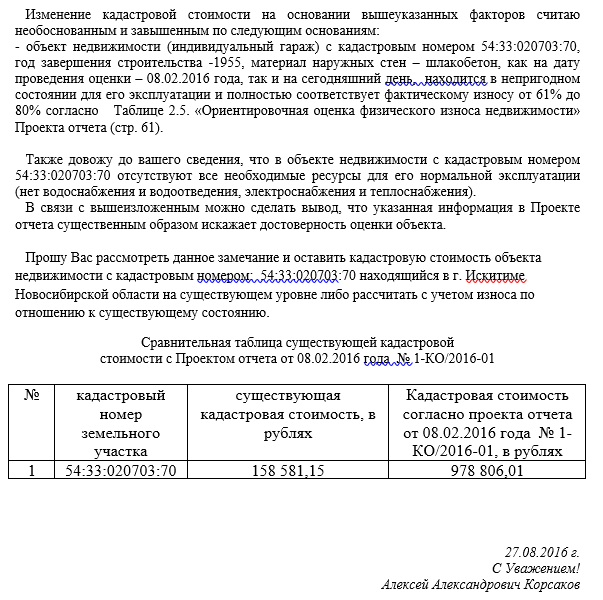 Изменение кадастровой стоимости на основании вышеуказанных факторов считаю
необоснованным и завышенным по следующим основаниям:
- объект недвижимости (индивидуальный гараж) с кадастровым номером 54:33:020703:70,
год завершения строительства -1955, материал наружных стен – шлакобетон, как на дату
проведения оценки – 08.02.2016 года, так и на сегодняшний день, находится в непригодном
состоянии для его эксплуатации и полностью соответствует фактическому износу от 61% до
80% согласно Таблице 2.5. «Ориентировочная оценка физического износа недвижимости»
Проекта отчета (стр. 61).
Также довожу до вашего сведения, что в объекте недвижимости с кадастровым номером
54:33:020703:70 отсутствуют все необходимые ресурсы для его нормальной эксплуатации
(нет водоснабжения и водоотведения, электроснабжения и теплоснабжения).
В связи с вышеизложенным можно сделать вывод, что указанная информация в Проекте
отчета существенным образом искажает достоверность оценки объекта.
Прошу Вас рассмотреть данное замечание и оставить кадастровую стоимость объекта
недвижимости с кадастровым номером: 54:33:020703:70 находящийся в г. Искитиме
Новосибирской области на существующем уровне либо рассчитать с учетом износа по
отношению к существующему состоянию.
Сравнительная таблица существующей кадастровой
стоимости с Проектом отчета от 08.02.2016 года № 1-КО/2016-01
№ кадастровый номер земельного участка существующая кадастровая стоимость, в рублях Кадастровая стоимость согласно проекта отчета от 08.02.2016 года № 1-КО/2016-01, в рублях
1 54:33:020703:70 158 581,15 978 806,01
27.08.2016 г.
С Уважением!
Алексей Александрович Корсаков